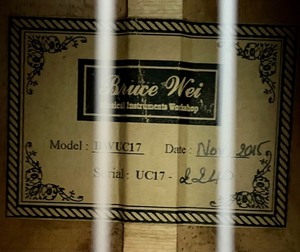 Bruce Wei
Musical Instruments Workshop
Model : BWUC17 Date : Nov. 2015
Serial : UC17 -